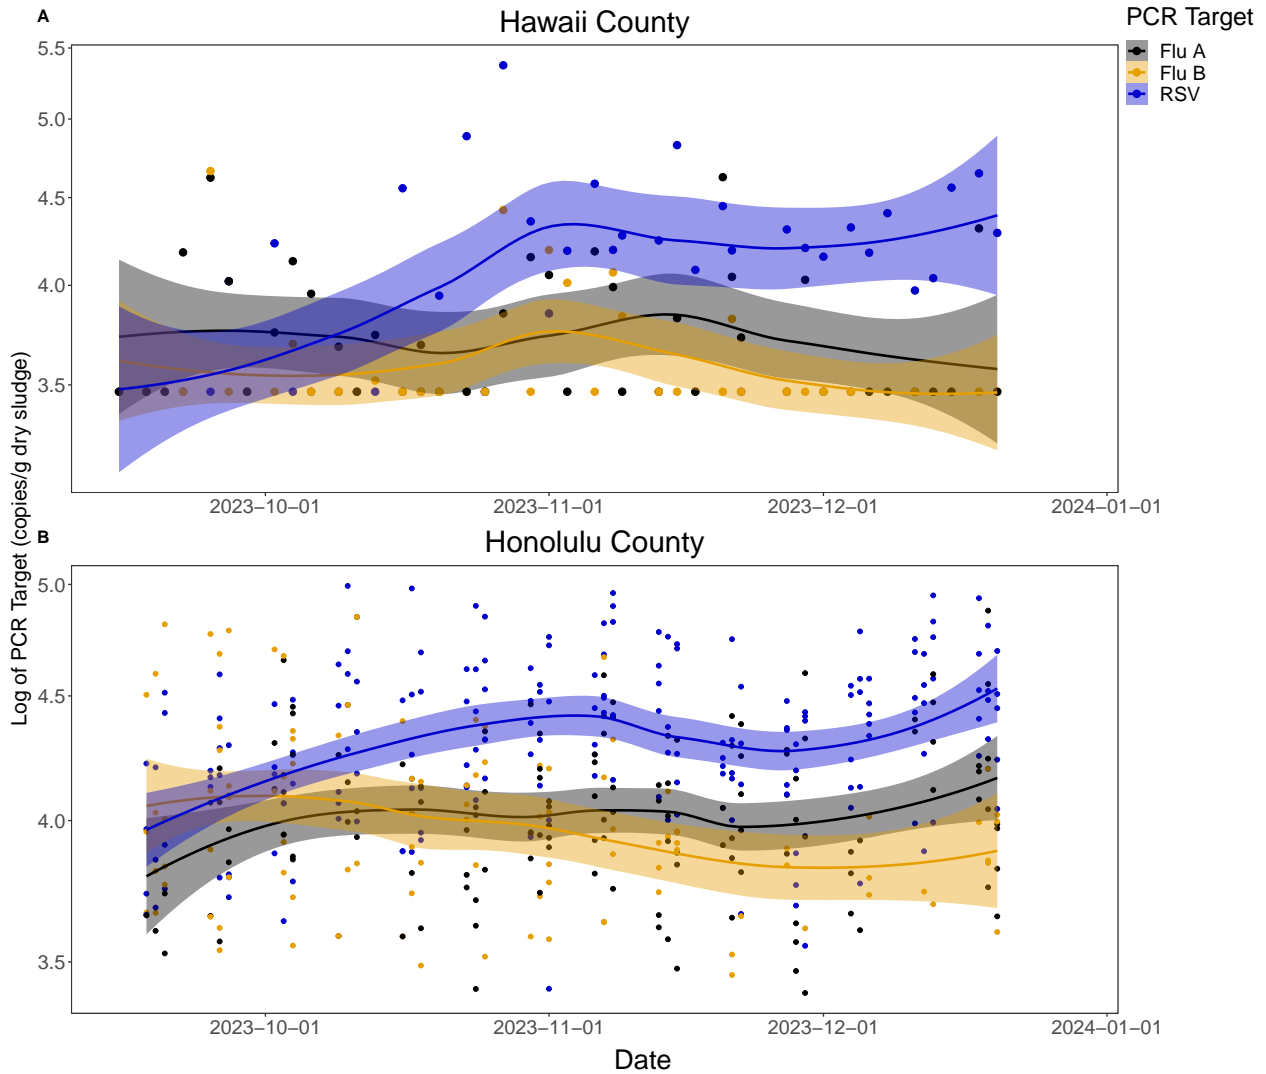 A
Hawaii County
PCR Target
Flu A
Flu B
RSV
5.5
5.0
4.5
4.0
3.5
2023−10−01
2023−11−01
2023−12−01
2024−01−01
Log of PCR Target (copies/g dry sludge)
B
Honolulu County
5.0
4.5
4.0
3.5
2023−10−01
2023−11−01
2023−12−01
2024−01−01
Date